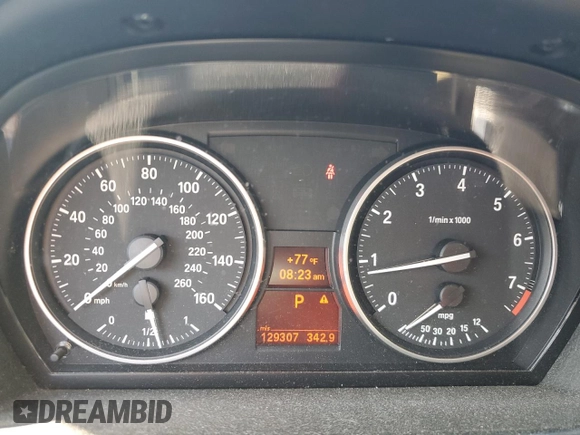 0 20 40 60 80 100 120 140 160
20 40 60 80 100 120 140 160 180 200 220 240 260
mph
km/h
0 1/2 1
+77°F
08:23 am
P
mls
129307 342.9
0 1 2 3 4 5 6 7
1/min x 1000
mpg
50 30 20 15 12
DREAMBID